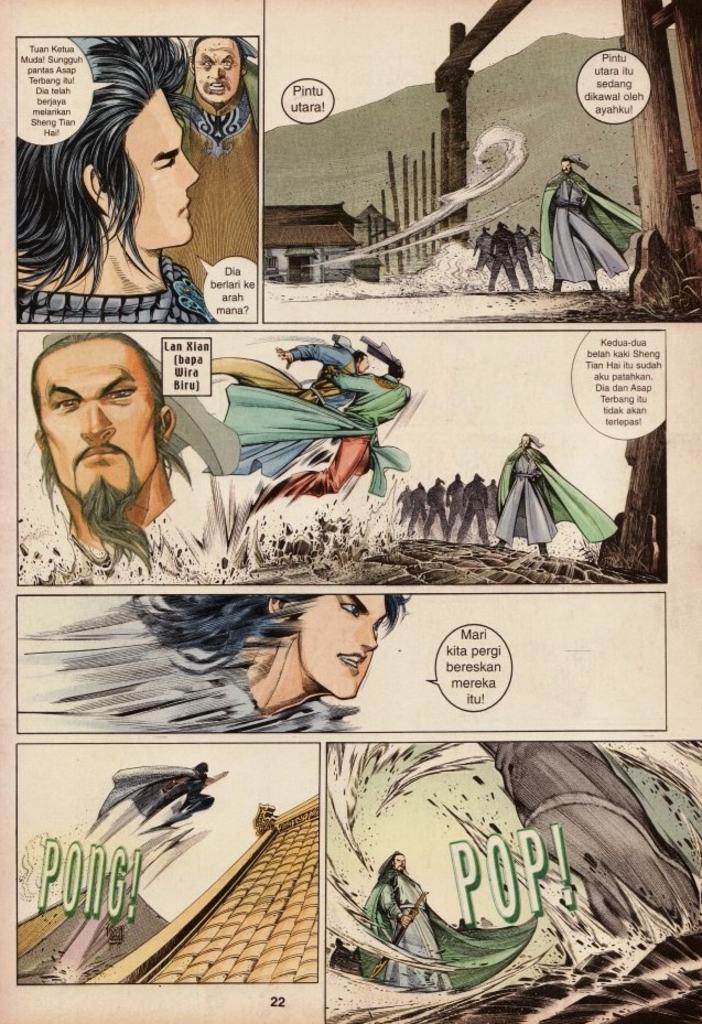 Tuan Ketua
Muda! Sungguh
pantas Asap
Terbang itu!
Dia telah
berjaya
melarikan
Sheng Tian
Hai!
Dia
berlari ke
arah
mana?
Pintu
utara!
Pintu
utara itu
sedang
dikawal oleh
ayahku!
Lan Xian
(bapa
Wira
Biru)
Kedua-dua
belah kaki Sheng
Tian Hai itu sudah
aku patahkan.
Dia dan Asap
Terbang itu
tidak akan
terlepas!
Mari
kita pergi
bereskan
mereka
itu!
PONG!
POP!
22